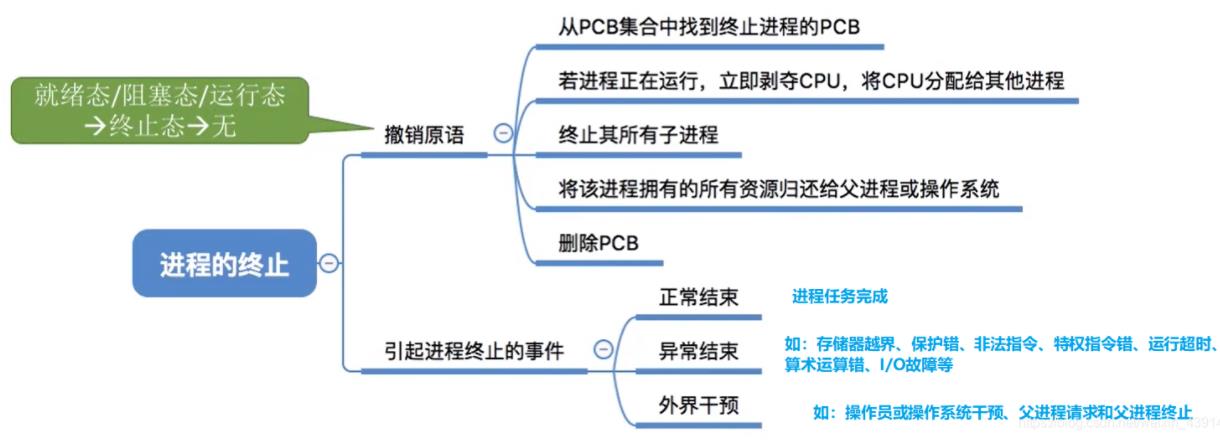 从PCB集合中找到终止进程的PCB
若进程正在运行，立即剥夺CPU，将CPU分配给其他进程
就绪态/阻塞态/运行态
→终止态→无
撤销原语
终止其所有子进程
将该进程拥有的所有资源归还给父进程或操作系统
删除PCB
进程的终止
正常结束
进程任务完成
引起进程终止的事件
异常结束
如：存储器越界、保护错、非法指令、特权指令错、运行超时、
算术运算错、I/O故障等
外界干预
如：操作员或操作系统干预、父进程请求和父进程终止